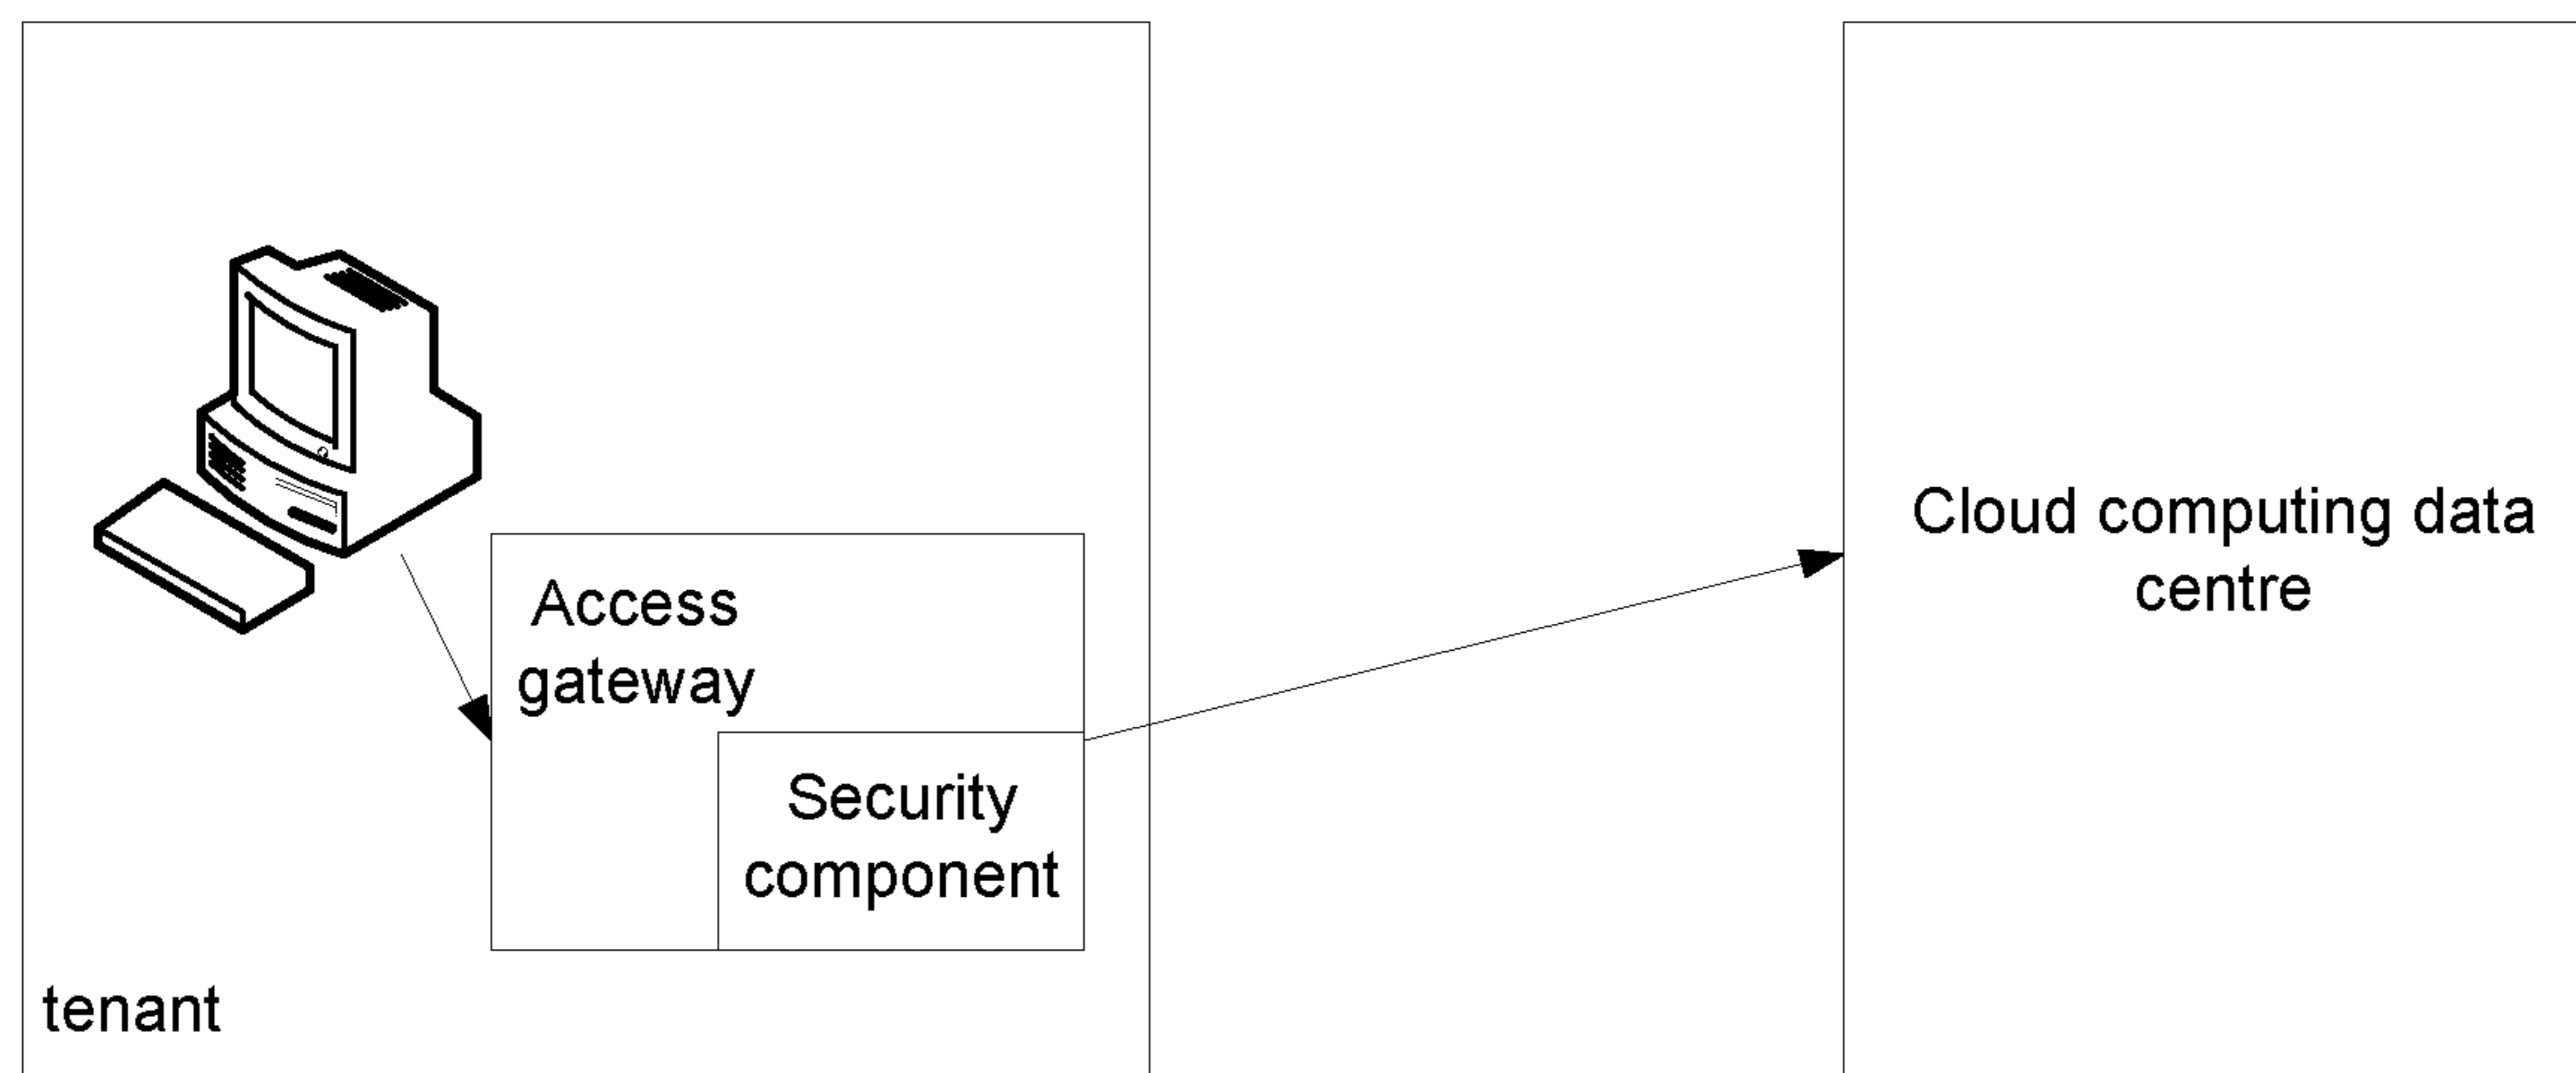 Access
gateway
Security
component
tenant
Cloud computing data
centre